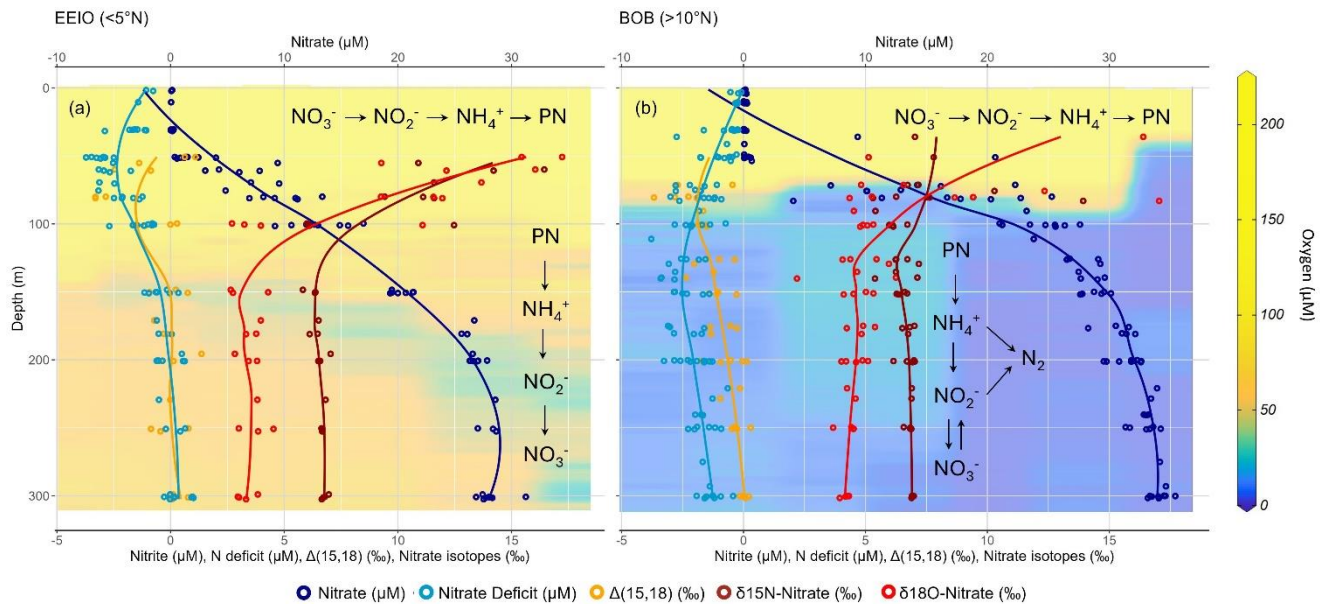 EEIO (<5°N)
BOB (>10°N)
Nitrate (µM)
Nitrate (µM)
-10 0 10 20 30
-10 0 10 20 30
0
100
200
300
Depth (m)
(a)
NO₃⁻ → NO₂⁻ → NH₄⁺ → PN
PN
↓
NH₄⁺
↓
NO₂⁻
↓
NO₃⁻
(b)
NO₃⁻ → NO₂⁻ → NH₄⁺ → PN
PN
↓
NH₄⁺
N₂
NO₂⁻
↓↑
NO₃⁻
200
150
100
50
0
Oxygen (µM)
-5 0 5 10 15
-5 0 5 10 15
Nitrite (µM), N deficit (µM), Δ(15,18) (‰), Nitrate isotopes (‰)
Nitrite (µM), N deficit (µM), Δ(15,18) (‰), Nitrate isotopes (‰)
Nitrate (µM) Nitrate Deficit (µM) Δ(15,18) (‰) δ15N-Nitrate (‰) δ18O-Nitrate (‰)